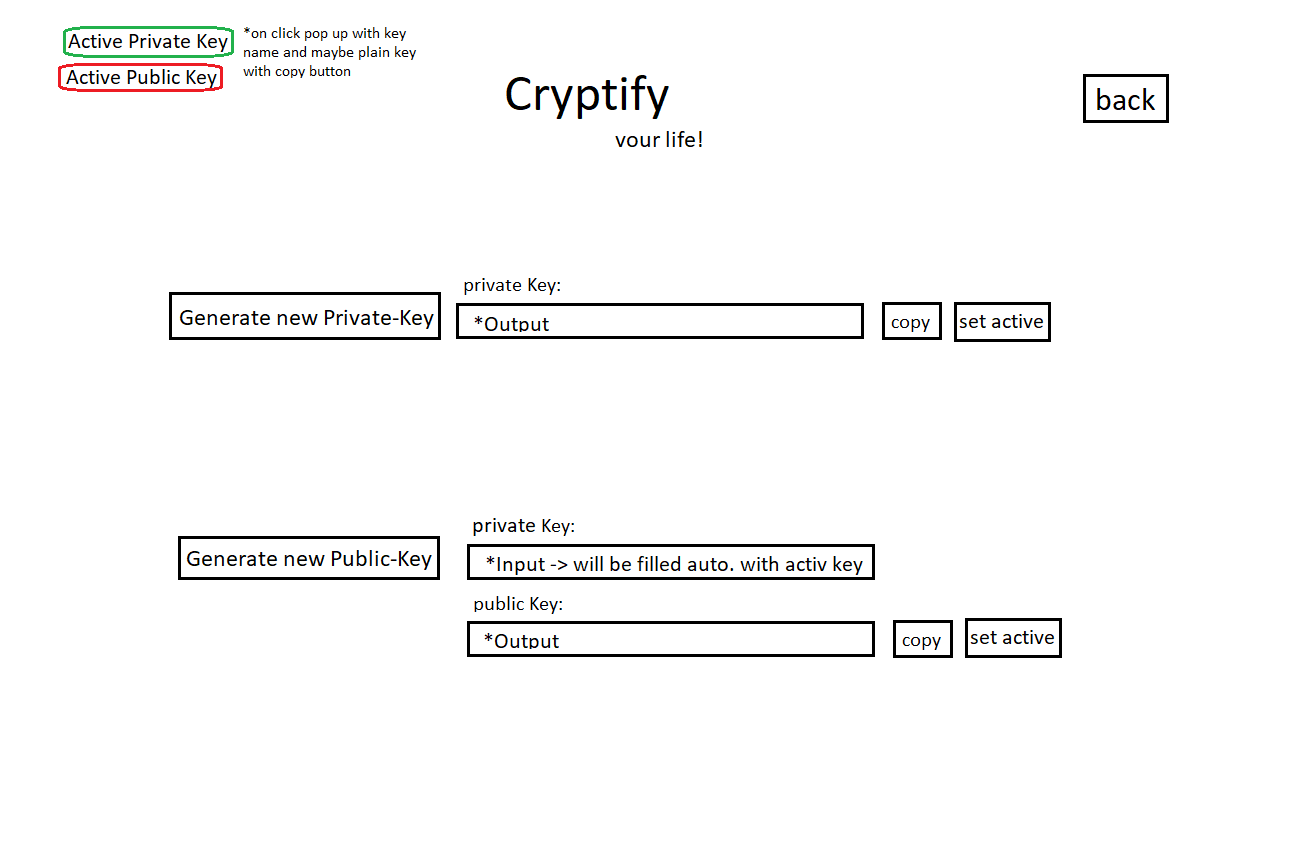 Active Private Key
*on click pop up with key
name and maybe plain key
with copy button
Active Public Key
Cryptify
your life!
back
private Key:
Generate new Private-Key
*Output
copy
set active
private Key:
Generate new Public-Key
*Input -> will be filled auto. with activ key
public Key:
*Output
copy
set active